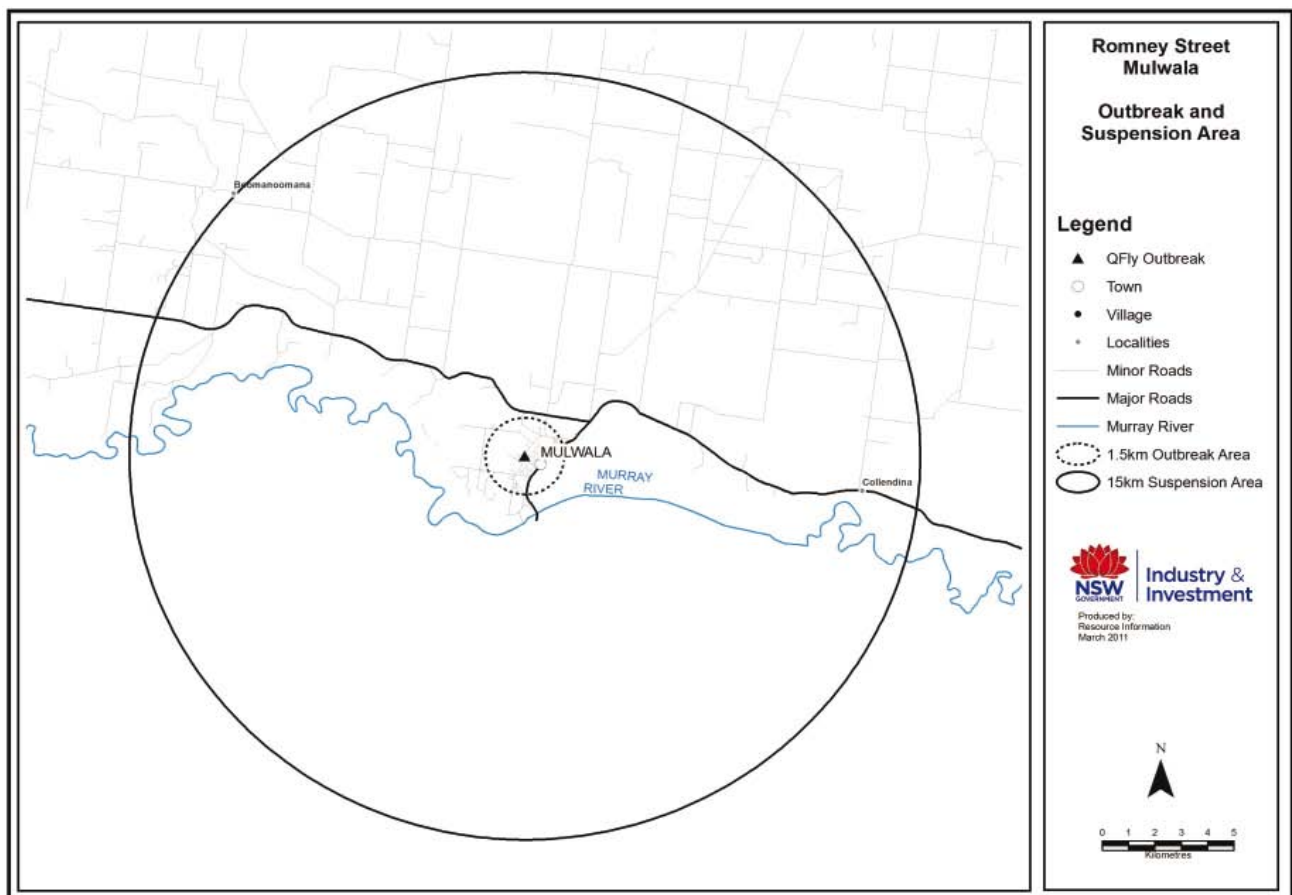 Romney Street
Mulwala
Outbreak and
Suspension Area
Boomanoomana
MULWALA
MURRAY
RIVER
Collendina
Legend
QFly Outbreak
Town
Village
Localities
Minor Roads
Major Roads
Murray River
1.5km Outbreak Area
15km Suspension Area
NSW
GOVERNMENT
Industry &
Investment
Produced by:
Resource Information
March 2011
N
0 1 2 3 4 5
Kilometres